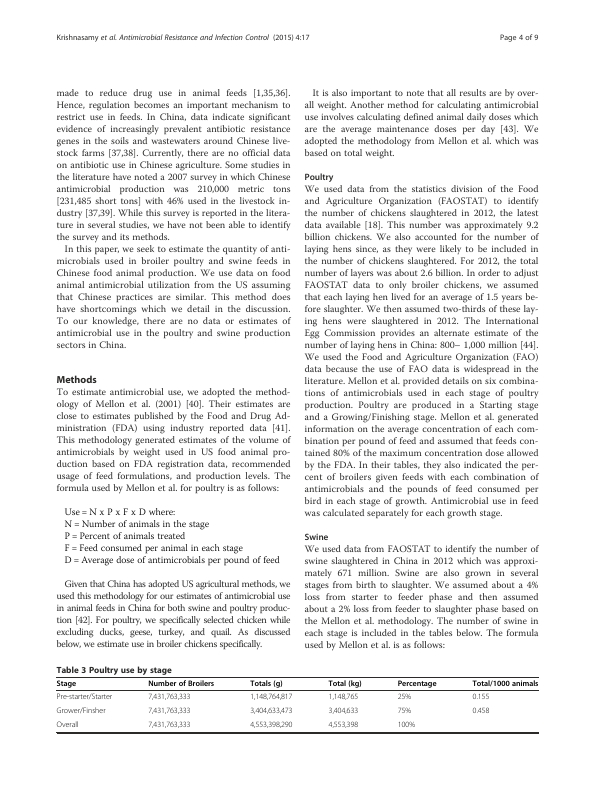 Krishnasamy et al. Antimicrobial Resistance and Infection Control (2015) 4:17
Page 4 of 9
made to reduce drug use in animal feeds [1,35,36].
Hence, regulation becomes an important mechanism to
restrict use in feeds. In China, data indicate significant
evidence of increasingly prevalent antibiotic resistance
genes in the soils and wastewaters around Chinese live-
stock farms [37,38]. Currently, there are no official data
on antibiotic use in Chinese agriculture. Some studies in
the literature have noted a 2007 survey in which Chinese
antimicrobial production was 210,000 metric tons
[231,485 short tons] with 46% used in the livestock in-
dustry [37,39]. While this survey is reported in the litera-
ture in several studies, we have not been able to identify
the survey and its methods.
In this paper, we seek to estimate the quantity of anti-
microbials used in broiler poultry and swine feeds in
Chinese food animal production. We use data on food
animal antimicrobial utilization from the US assuming
that Chinese practices are similar. This method does
have shortcomings which we detail in the discussion.
To our knowledge, there are no data or estimates of
antimicrobial use in the poultry and swine production
sectors in China.
Methods
To estimate antimicrobial use, we adopted the method-
ology of Mellon et al. (2001) [40]. Their estimates are
close to estimates published by the Food and Drug Ad-
ministration (FDA) using industry reported data [41].
This methodology generated estimates of the volume of
antimicrobials by weight used in US food animal pro-
duction based on FDA registration data, recommended
usage of feed formulations, and production levels. The
formula used by Mellon et al. for poultry is as follows:
Use = N x P x F x D where:
N = Number of animals in the stage
P = Percent of animals treated
F = Feed consumed per animal in each stage
D = Average dose of antimicrobials per pound of feed
Given that China has adopted US agricultural methods, we
used this methodology for our estimates of antimicrobial use
in animal feeds in China for both swine and poultry produc-
tion [42]. For poultry, we specifically selected chicken while
excluding ducks, geese, turkey, and quail. As discussed
below, we estimate use in broiler chickens specifically.
It is also important to note that all results are by over-
all weight. Another method for calculating antimicrobial
use involves calculating defined animal daily doses which
are the average maintenance doses per day [43]. We
adopted the methodology from Mellon et al. which was
based on total weight.
Poultry
We used data from the statistics division of the Food
and Agriculture Organization (FAOSTAT) to identify
the number of chickens slaughtered in 2012, the latest
data available [18]. This number was approximately 9.2
billion chickens. We also accounted for the number of
laying hens since, as they were likely to be included in
the number of chickens slaughtered. For 2012, the total
number of layers was about 2.6 billion. In order to adjust
FAOSTAT data to only broiler chickens, we assumed
that each laying hen lived for an average of 1.5 years be-
fore slaughter. We then assumed two-thirds of these lay-
ing hens were slaughtered in 2012. The International
Egg Commission provides an alternate estimate of the
number of laying hens in China: 800– 1,000 million [44].
We used the Food and Agriculture Organization (FAO)
data because the use of FAO data is widespread in the
literature. Mellon et al. provided details on six combina-
tions of antimicrobials used in each stage of poultry
production. Poultry are produced in a Starting stage
and a Growing/Finishing stage. Mellon et al. generated
information on the average concentration of each com-
bination per pound of feed and assumed that feeds con-
tained 80% of the maximum concentration dose allowed
by the FDA. In their tables, they also indicated the per-
cent of broilers given feeds with each combination of
antimicrobials and the pounds of feed consumed per
bird in each stage of growth. Antimicrobial use in feed
was calculated separately for each growth stage.
Swine
We used data from FAOSTAT to identify the number of
swine slaughtered in China in 2012 which was approxi-
mately 671 million. Swine are also grown in several
stages from birth to slaughter. We assumed about a 4%
loss from starter to feeder phase and then assumed
about a 2% loss from feeder to slaughter phase based on
the Mellon et al. methodology. The number of swine in
each stage is included in the tables below. The formula
used by Mellon et al. is as follows:
Table 3 Poultry use by stage
Stage Number of Broilers Totals (g) Total (kg) Percentage Total/1000 animals
Pre-starter/Starter 7,431,763,333 1,148,764,817 1,148,765 25% 0.155
Grower/Finsher 7,431,763,333 3,404,633,473 3,404,633 75% 0.458
Overall 7,431,763,333 4,553,398,290 4,553,398 100%